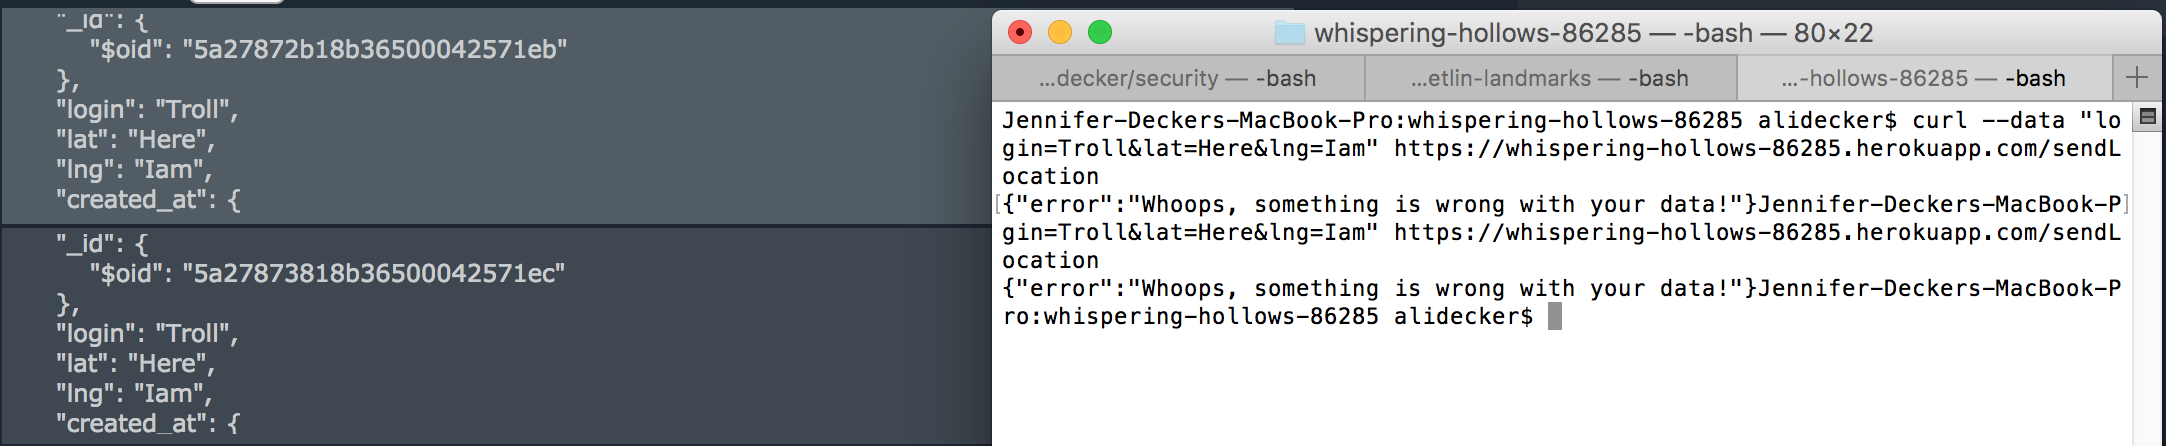 "_id": {
"$oid": "5a27872b18b36500042571eb"
},
"login": "Troll",
"lat": "Here",
"lng": "Iam",
"created_at": {
"_id": {
"$oid": "5a27873818b36500042571ec"
},
"login": "Troll",
"lat": "Here",
"lng": "Iam",
"created_at": {
whispering-hollows-86285 — -bash — 80×22
...decker/security — -bash
...etlin-landmarks — -bash
...-hollows-86285 — -bash
Jennifer-Deckers-MacBook-Pro:whispering-hollows-86285 alidecker$ curl --data "lo
gin=Troll&lat=Here&lng=Iam" https://whispering-hollows-86285.herokuapp.com/sendL
ocation
[{"error":"Whoops, something is wrong with your data!"}Jennifer-Deckers-MacBook-P]
gin=Troll&lat=Here&lng=Iam" https://whispering-hollows-86285.herokuapp.com/sendL
ocation
{"error":"Whoops, something is wrong with your data!"}Jennifer-Deckers-MacBook-P
ro:whispering-hollows-86285 alidecker$